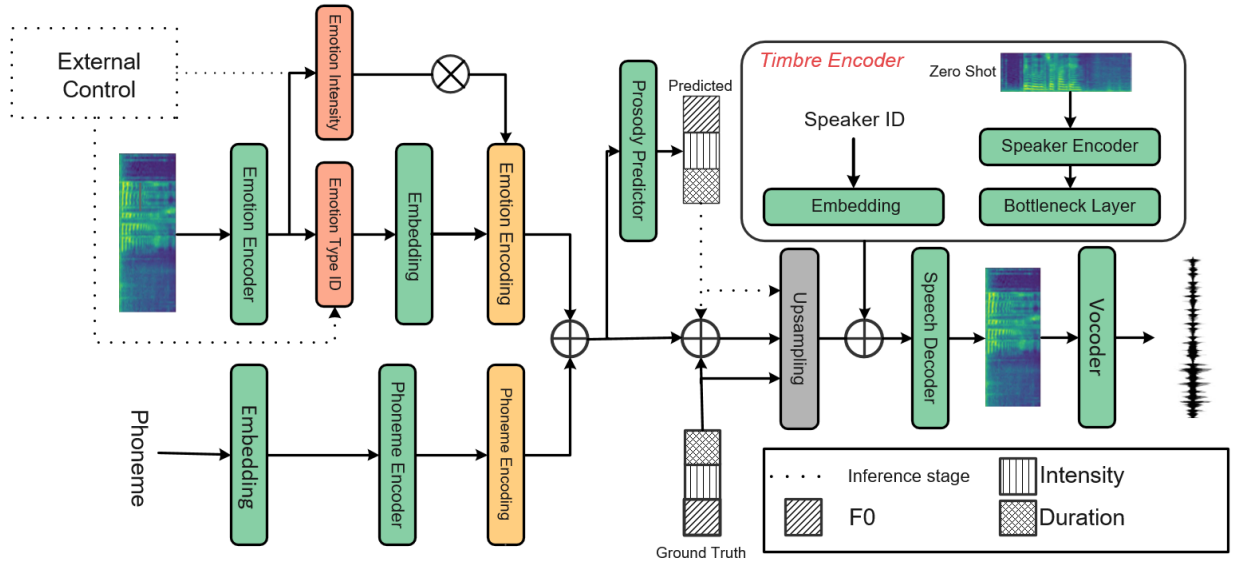 External
Control
Emotion Intensity
Emotion Encoder
Emotion Type ID
Embedding
Emotion Encoding
Phoneme
Embedding
Phoneme Encoder
Phoneme Encoding
Prosody Predictor
Predicted
Timbre Encoder
Zero Shot
Speaker ID
Speaker Encoder
Embedding
Bottleneck Layer
Upsampling
Speech Decoder
Vocoder
Ground Truth
Inference stage
Intensity
F0
Duration